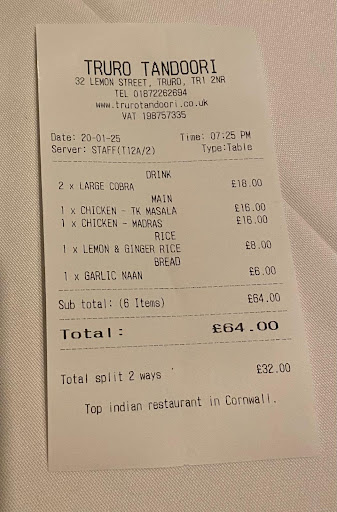 TRURO TANDOORI
32 LEMON STREET, TRURO, TR1 2NR
TEL 01872262694
www.trurotandoori.co.uk
VAT 198757335
Date: 20-01-25 Time: 07:25 PM
Server: STAFF(T12A/2) Type:Table
DRINK
2 x LARGE COBRA £18.00
MAIN
1 x CHICKEN - TK MASALA £16.00
1 x CHICKEN - MADRAS £16.00
RICE
1 x LEMON & GINGER RICE £8.00
BREAD
1 x GARLIC NAAN £6.00
Sub total: (6 Items) £64.00
Total: £64.00
Total split 2 ways £32.00
Top indian restaurant in Cornwall.